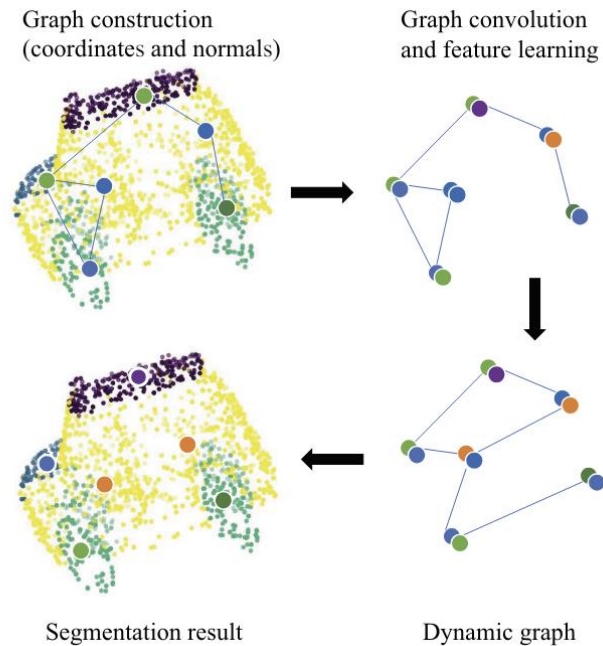 Graph construction
(coordinates and normals)
Graph convolution
and feature learning
Segmentation result
Dynamic graph